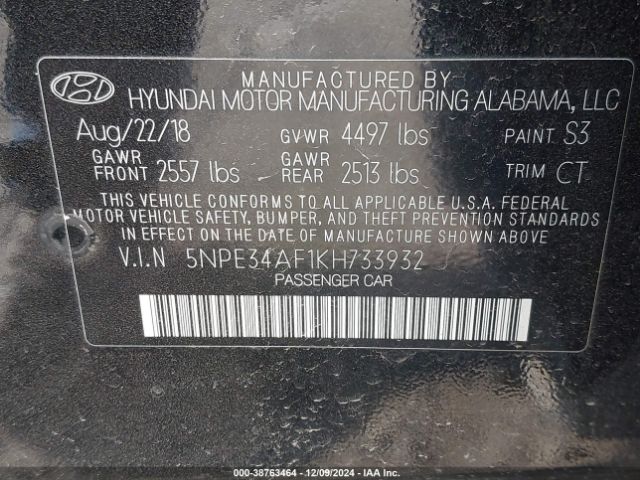 MANUFACTURED BY
HYUNDAI MOTOR MANUFACTURING ALABAMA, LLC
Aug/22/18 GVWR 4497 lbs PAINT S3
GAWR FRONT 2557 lbs GAWR REAR 2513 lbs TRIM CT
THIS VEHICLE CONFORMS TO ALL APPLICABLE U.S.A. FEDERAL
MOTOR VEHICLE SAFETY, BUMPER, AND THEFT PREVENTION STANDARDS
IN EFFECT ON THE DATE OF MANUFACTURE SHOWN ABOVE.
V.I.N 5NPE34AF1KH733932
PASSENGER CAR
000-38763464 - 12/09/2024 - IAA Inc.